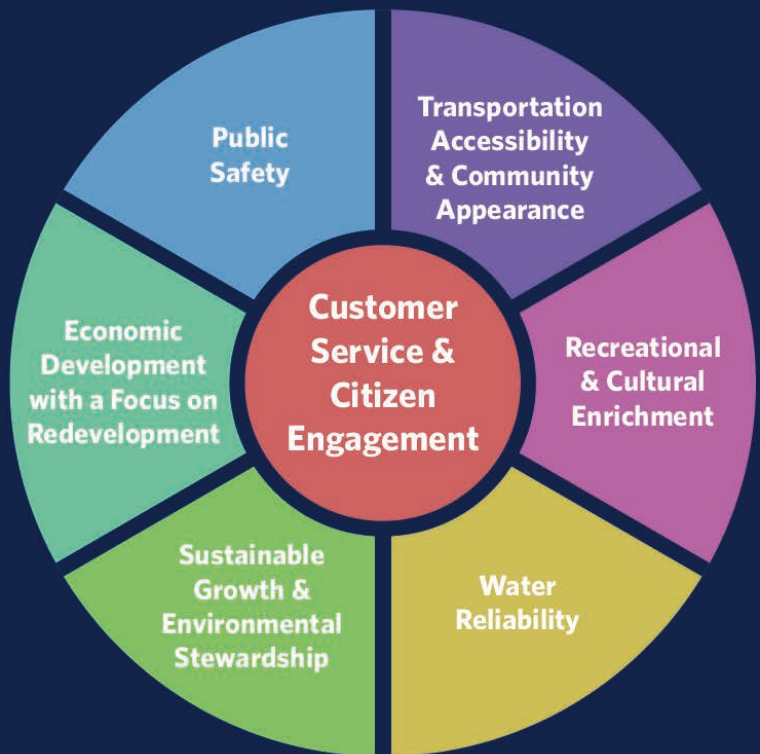 Public
Safety
Transportation
Accessibility
& Community
Appearance
Economic
Development
with a Focus on
Redevelopment
Customer
Service &
Citizen
Engagement
Recreational
& Cultural
Enrichment
Sustainable
Growth &
Environmental
Stewardship
Water
Reliability